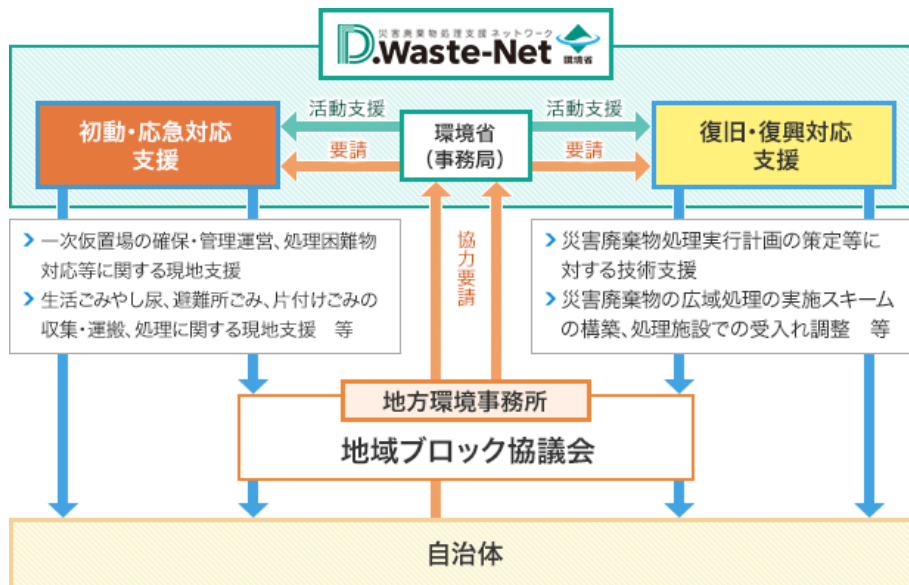 災害廃棄物処理支援ネットワーク
D.Waste-Net
環境省
初動・応急対応
支援
活動支援
要請
環境省
（事務局）
活動支援
要請
復旧・復興対応
支援
一次仮置場の確保・管理運営、処理困難物
対応等に関する現地支援
生活ごみやし尿、避難所ごみ、片付けごみの
収集・運搬、処理に関する現地支援　等
協力要請
災害廃棄物処理実行計画の策定等に
対する技術支援
災害廃棄物の広域処理の実施スキーム
の構築、処理施設での受入れ調整　等
地方環境事務所
地域ブロック協議会
自治体